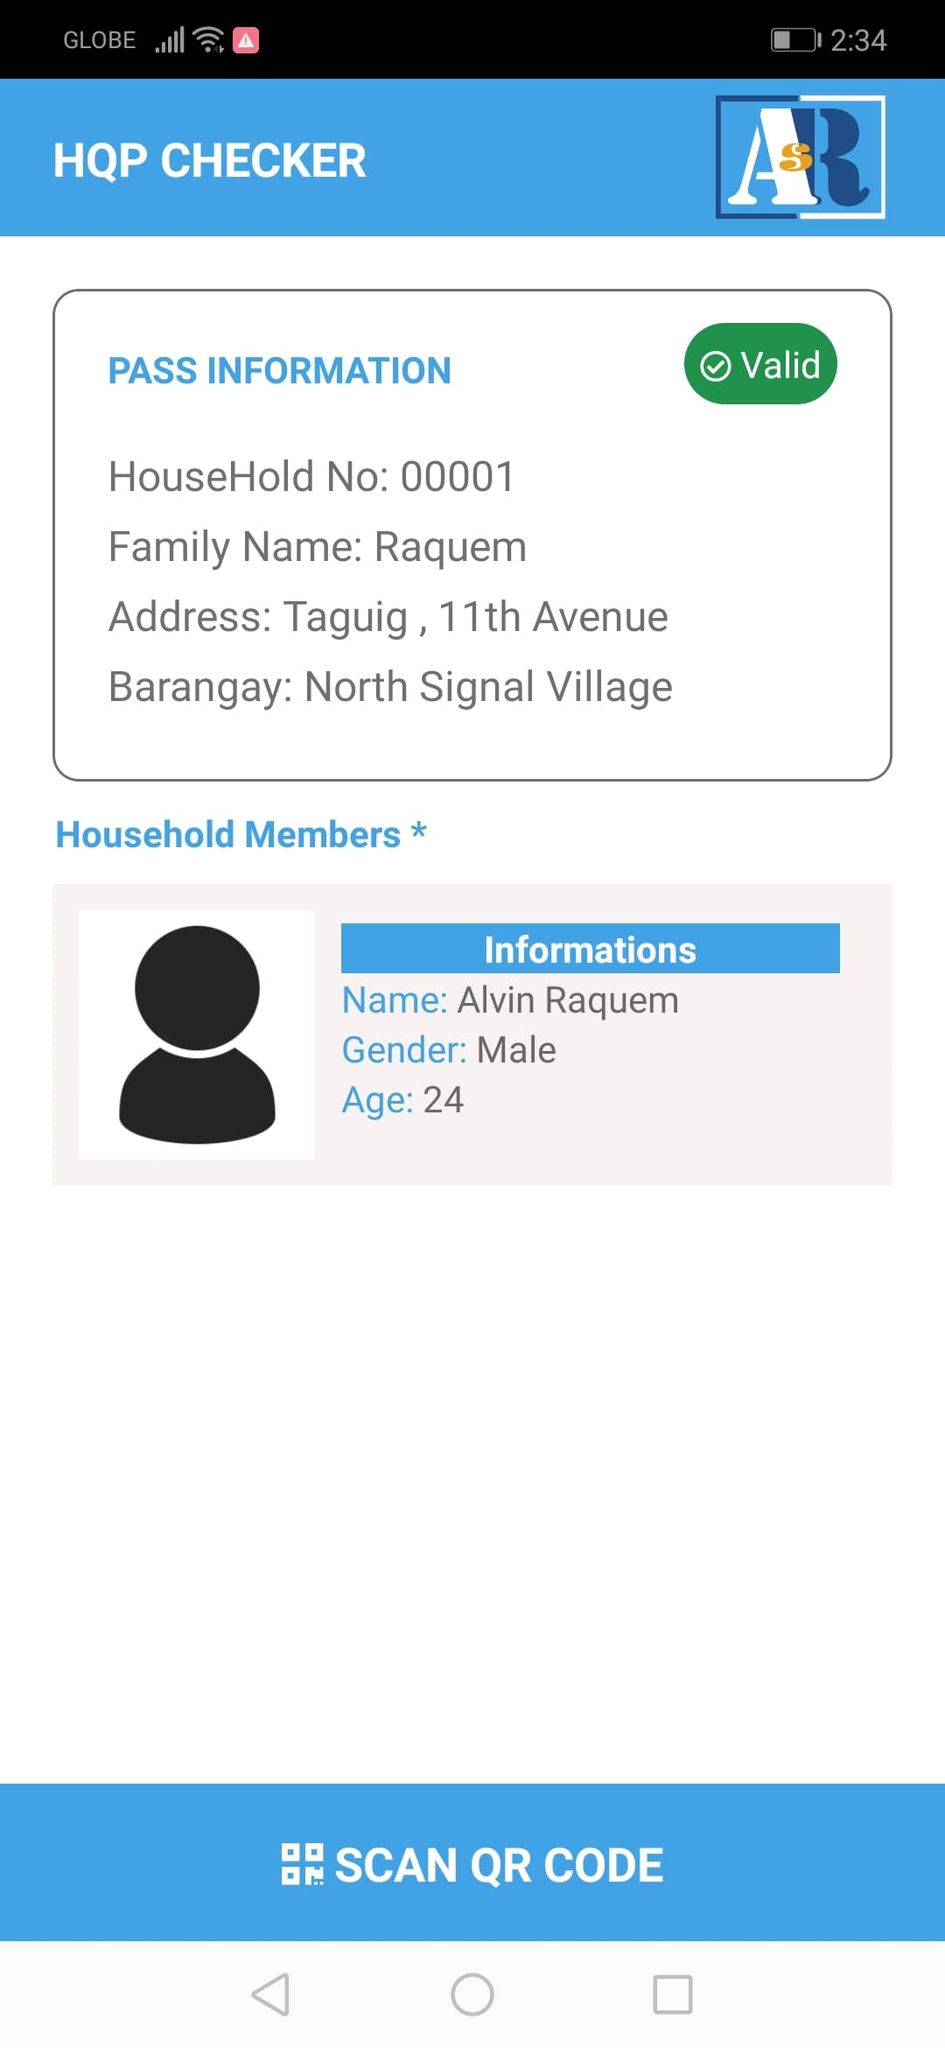 GLOBE 2:34
HQP CHECKER
ASR
PASS INFORMATION
Valid
HouseHold No: 00001
Family Name: Raquem
Address: Taguig , 11th Avenue
Barangay: North Signal Village
Household Members *
Informations
Name: Alvin Raquem
Gender: Male
Age: 24
SCAN QR CODE